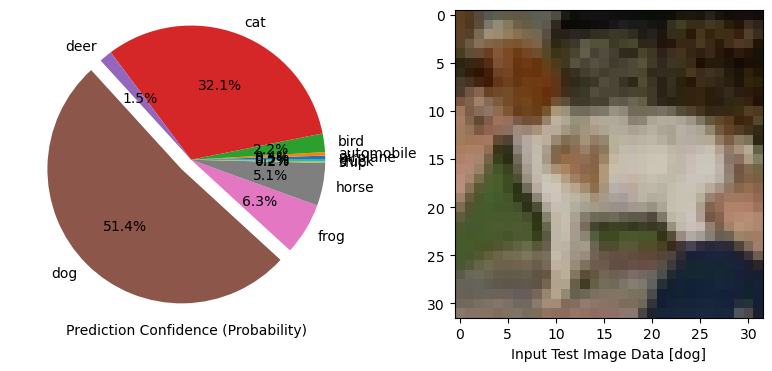 cat
deer
32.1%
1.5%
bird
2.2%
automobile
5.1%
horse
6.3%
frog
51.4%
dog
Prediction Confidence (Probability)
0
5
10
15
20
25
30
0 5 10 15 20 25 30
Input Test Image Data [dog]